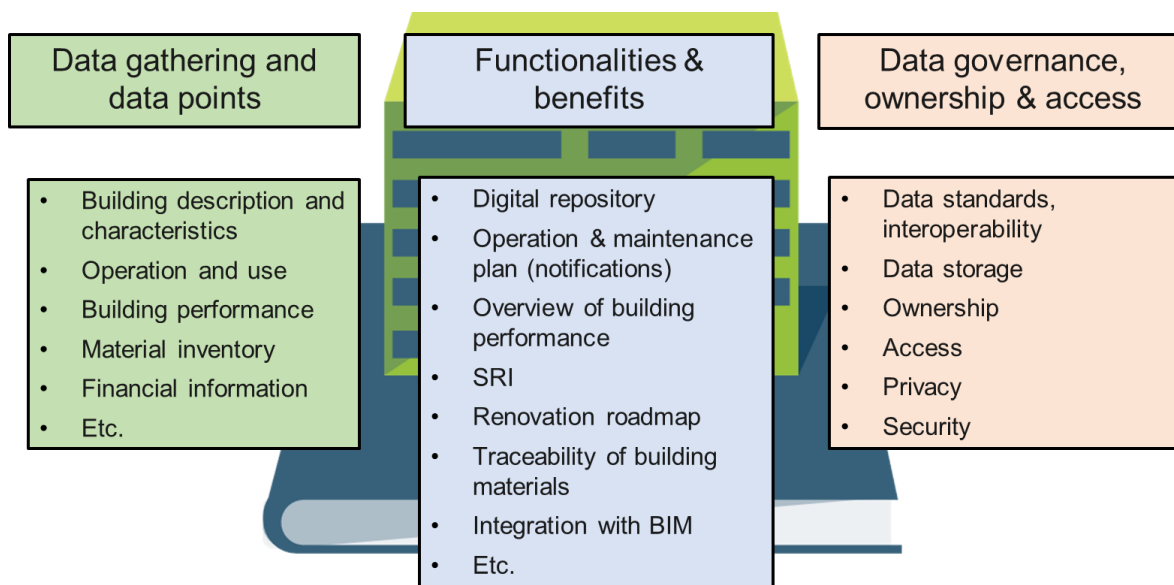 Data gathering and
data points
• Building description and
characteristics
• Operation and use
• Building performance
• Material inventory
• Financial information
• Etc.
Functionalities &
benefits
• Digital repository
• Operation & maintenance
plan (notifications)
• Overview of building
performance
• SRI
• Renovation roadmap
• Traceability of building
materials
• Integration with BIM
• Etc.
Data governance,
ownership & access
• Data standards,
interoperability
• Data storage
• Ownership
• Access
• Privacy
• Security